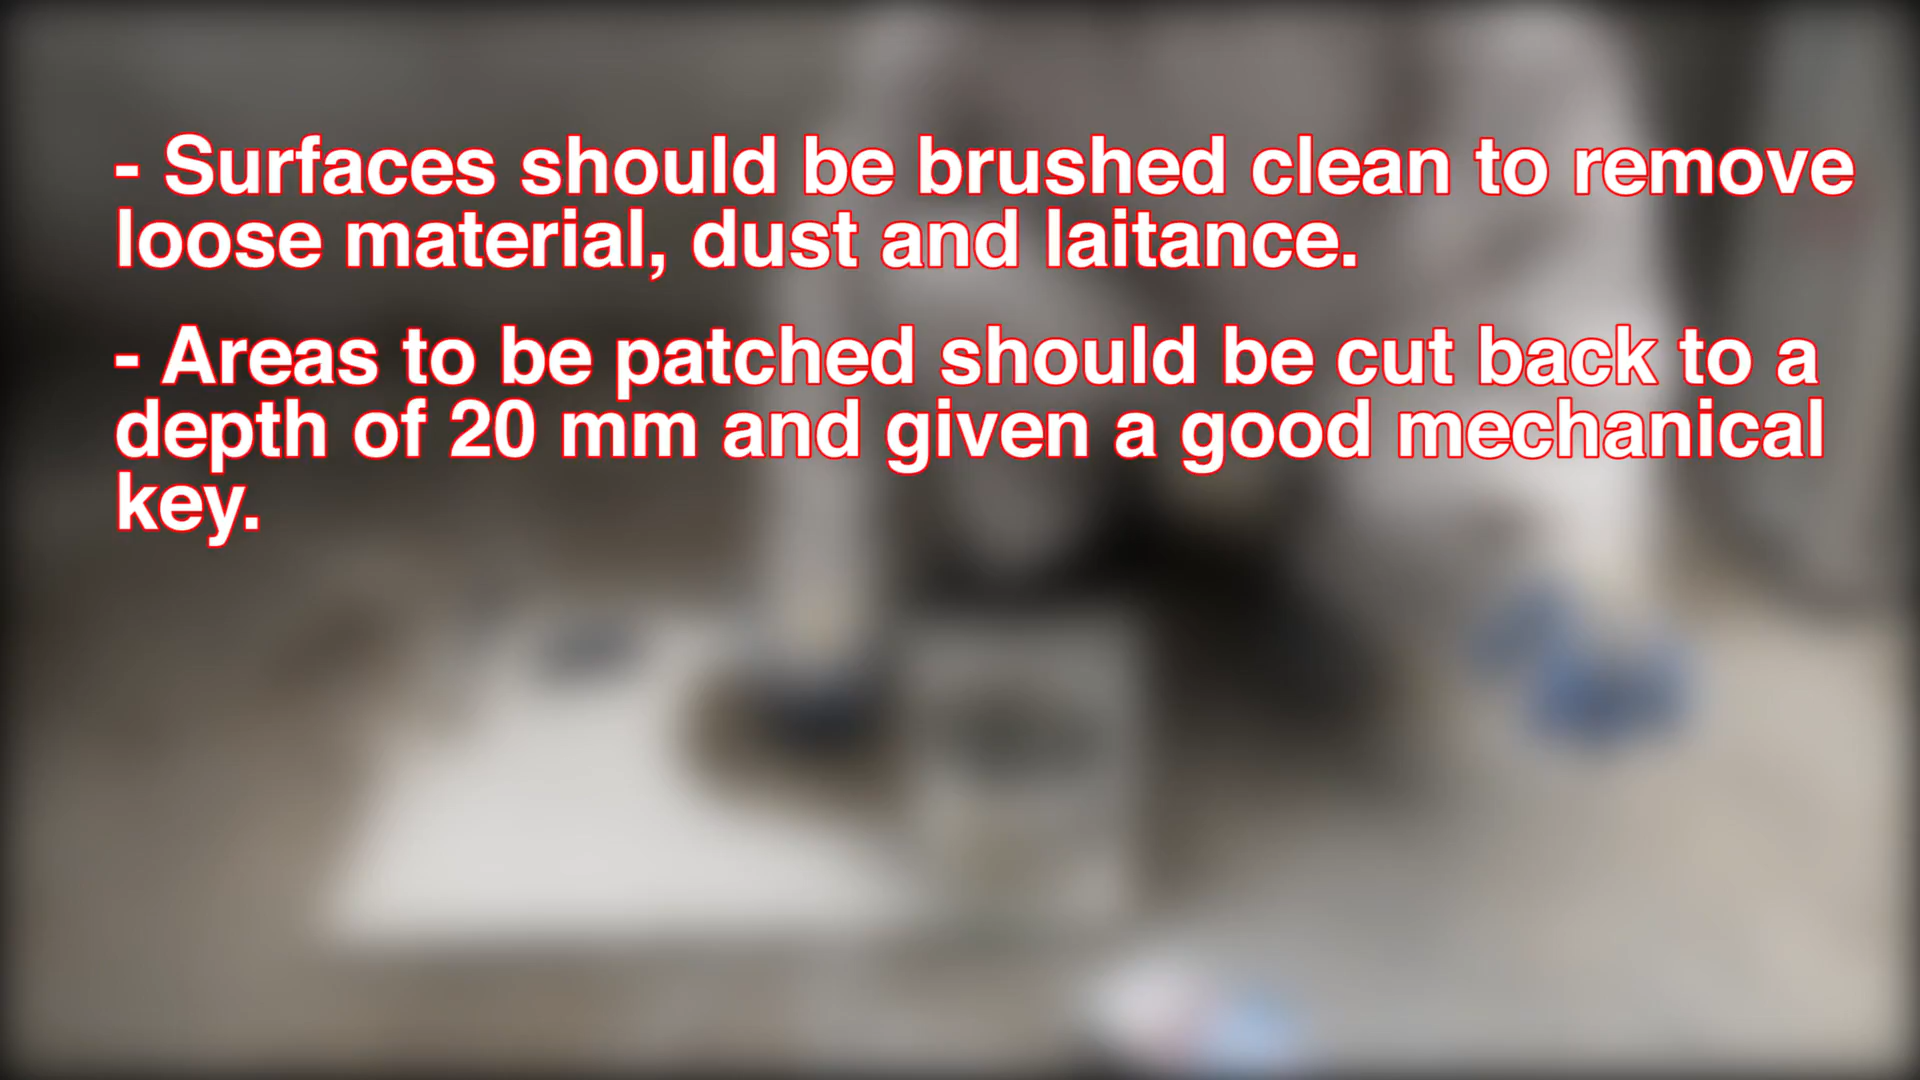 - Surfaces should be brushed clean to remove
loose material, dust and laitance.
- Areas to be patched should be cut back to a
depth of 20 mm and given a good mechanical
key.